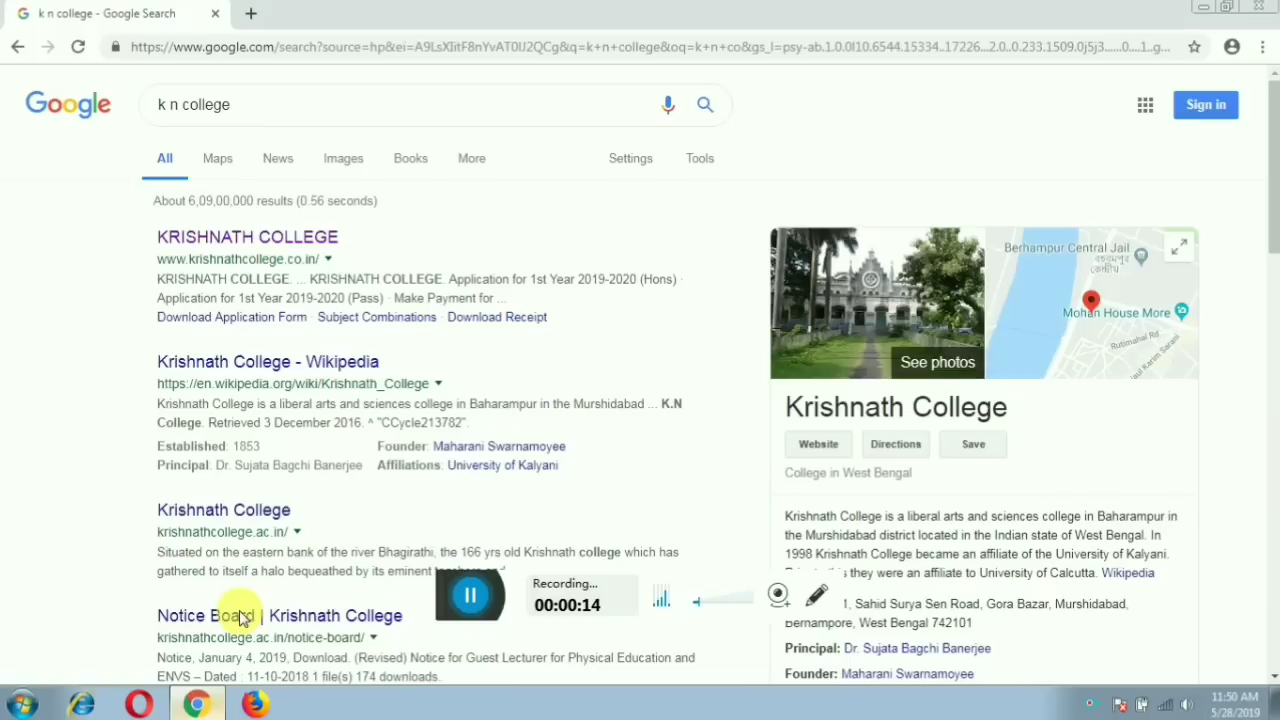 k n college - Google Search
https://www.google.com/search?source=hp&ei=A9LsXIitF8nYvAT0lJ2QCg&q=k+n+college&oq=k+n+co&gs_l=psy-ab.1.0.0l10.6544.15334..17226...2.0..0.233.1509.0j5j3......0....1..g...
Google
k n college
Sign in
All Maps News Images Books More Settings Tools
About 6,09,00,000 results (0.56 seconds)
KRISHNATH COLLEGE
www.krishnathcollege.co.in/
KRISHNATH COLLEGE. ... KRISHNATH COLLEGE. Application for 1st Year 2019-2020 (Hons) ·
Application for 1st Year 2019-2020 (Pass) · Make Payment for ...
Download Application Form · Subject Combinations · Download Receipt
Krishnath College - Wikipedia
https://en.wikipedia.org/wiki/Krishnath_College
Krishnath College is a liberal arts and sciences college in Baharampur in the Murshidabad ... K.N
College. Retrieved 3 December 2016. ^ "CCycle213782".
Established: 1853 Founder: Maharani Swarnamoyee
Principal: Dr. Sujata Bagchi Banerjee Affiliations: University of Kalyani
Krishnath College
krishnathcollege.ac.in/
Situated on the eastern bank of the river Bhagirathi, the 166 yrs old Krishnath college which has
gathered to itself a halo bequeathed by its eminent
Notice Board | Krishnath College
krishnathcollege.ac.in/notice-board/
Notice, January 4, 2019, Download. (Revised) Notice for Guest Lecturer for Physical Education and
ENVS – Dated : 11-10-2018 1 file(s) 174 downloads.
Berhampur Central Jail
Mohan House More
Rutimahal Rd
See photos
Krishnath College
Website Directions Save
College in West Bengal
Krishnath College is a liberal arts and sciences college in Baharampur in
the Murshidabad district located in the Indian state of West Bengal. In
1998 Krishnath College became an affiliate of the University of Kalyani.
they were an affiliate to University of Calcutta. Wikipedia
1, Sahid Surya Sen Road, Gora Bazar, Murshidabad,
Berhampore, West Bengal 742101
Principal: Dr. Sujata Bagchi Banerjee
Founder: Maharani Swarnamoyee
Recording...
00:00:14
11:50 AM
5/28/2019